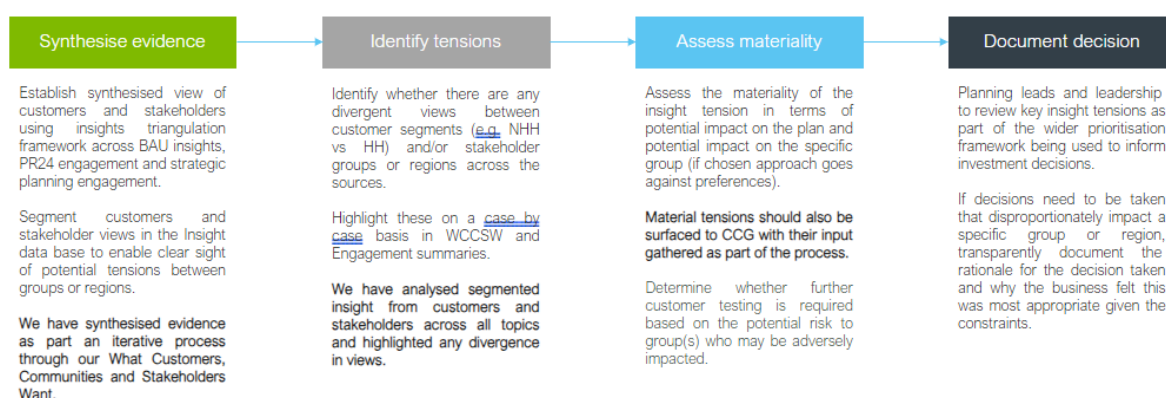 Synthesise evidence
Establish synthesised view of
customers and stakeholders
using insights triangulation
framework across BAU insights,
PR24 engagement and strategic
planning engagement.
Segment customers and
stakeholder views in the Insight
data base to enable clear sight
of potential tensions between
groups or regions.
We have synthesised evidence
as part an iterative process
through our What Customers,
Communities and Stakeholders
Want.
Identify tensions
Identify whether there are any
divergent views between
customer segments (e.g. NHH
vs HH) and/or stakeholder
groups or regions across the
sources.
Highlight these on a case by
case basis in WCCSW and
Engagement summaries.
We have analysed segmented
insight from customers and
stakeholders across all topics
and highlighted any divergence
in views.
Assess materiality
Assess the materiality of the
insight tension in terms of
potential impact on the plan and
potential impact on the specific
group (if chosen approach goes
against preferences).
Material tensions should also be
surfaced to CCG with their input
gathered as part of the process.
Determine whether further
customer testing is required
based on the potential risk to
group(s) who may be adversely
impacted.
Document decision
Planning leads and leadership
to review key insight tensions as
part of the wider prioritisation
framework being used to inform
investment decisions.
If decisions need to be taken
that disproportionately impact a
specific group or region,
transparently document the
rationale for the decision taken
and why the business felt this
was most appropriate given the
constraints.